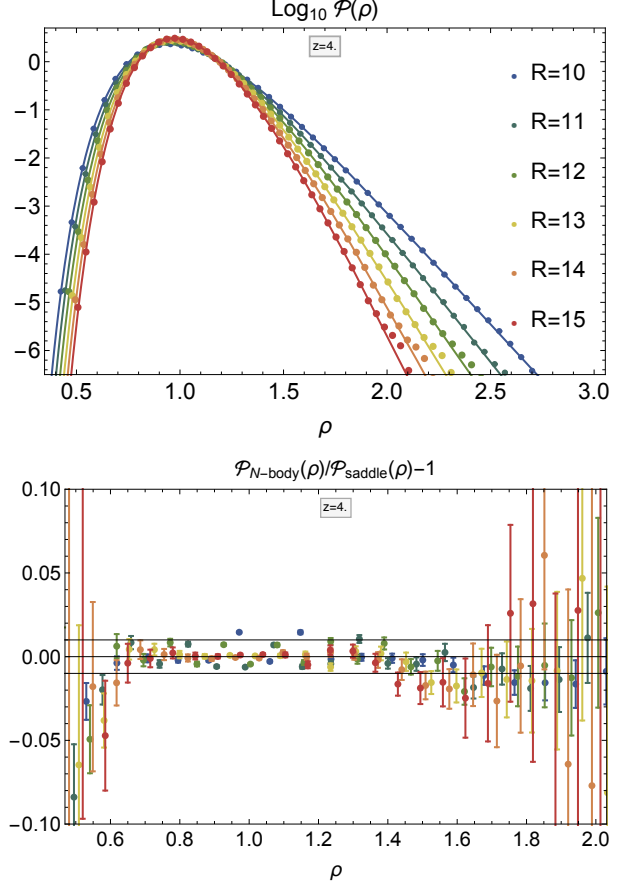 Log₁₀ 𝒫(ρ)
z=4.
0
−1
−2
−3
−4
−5
−6
R=10
R=11
R=12
R=13
R=14
R=15
0.5 1.0 1.5 2.0 2.5 3.0
ρ
𝒫N−body(ρ)/𝒫saddle(ρ)−1
z=4.
0.10
0.05
0.00
−0.05
−0.10
0.6 0.8 1.0 1.2 1.4 1.6 1.8 2.0
ρ